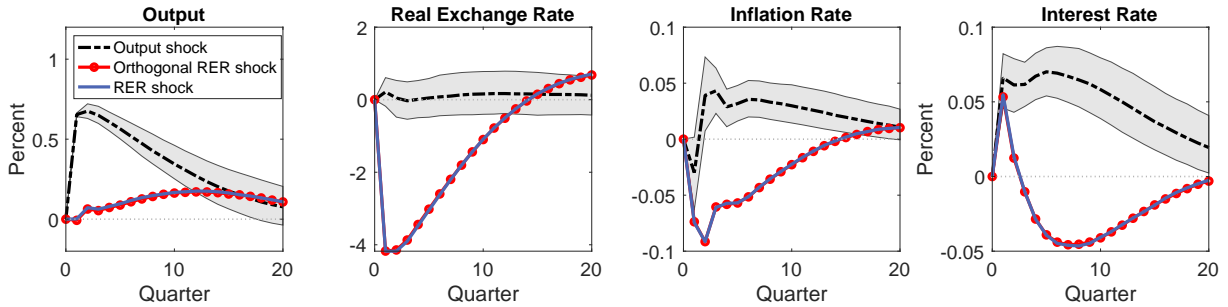 Output
Real Exchange Rate
Inflation Rate
Interest Rate
Output shock
Orthogonal RER shock
RER shock
Percent
1
0.5
0
0
10
20
Quarter
2
0
-2
-4
0
10
20
Quarter
0.1
0.05
0
-0.05
-0.1
0
10
20
Quarter
Percent
0.1
0.05
0
-0.05
0
10
20
Quarter